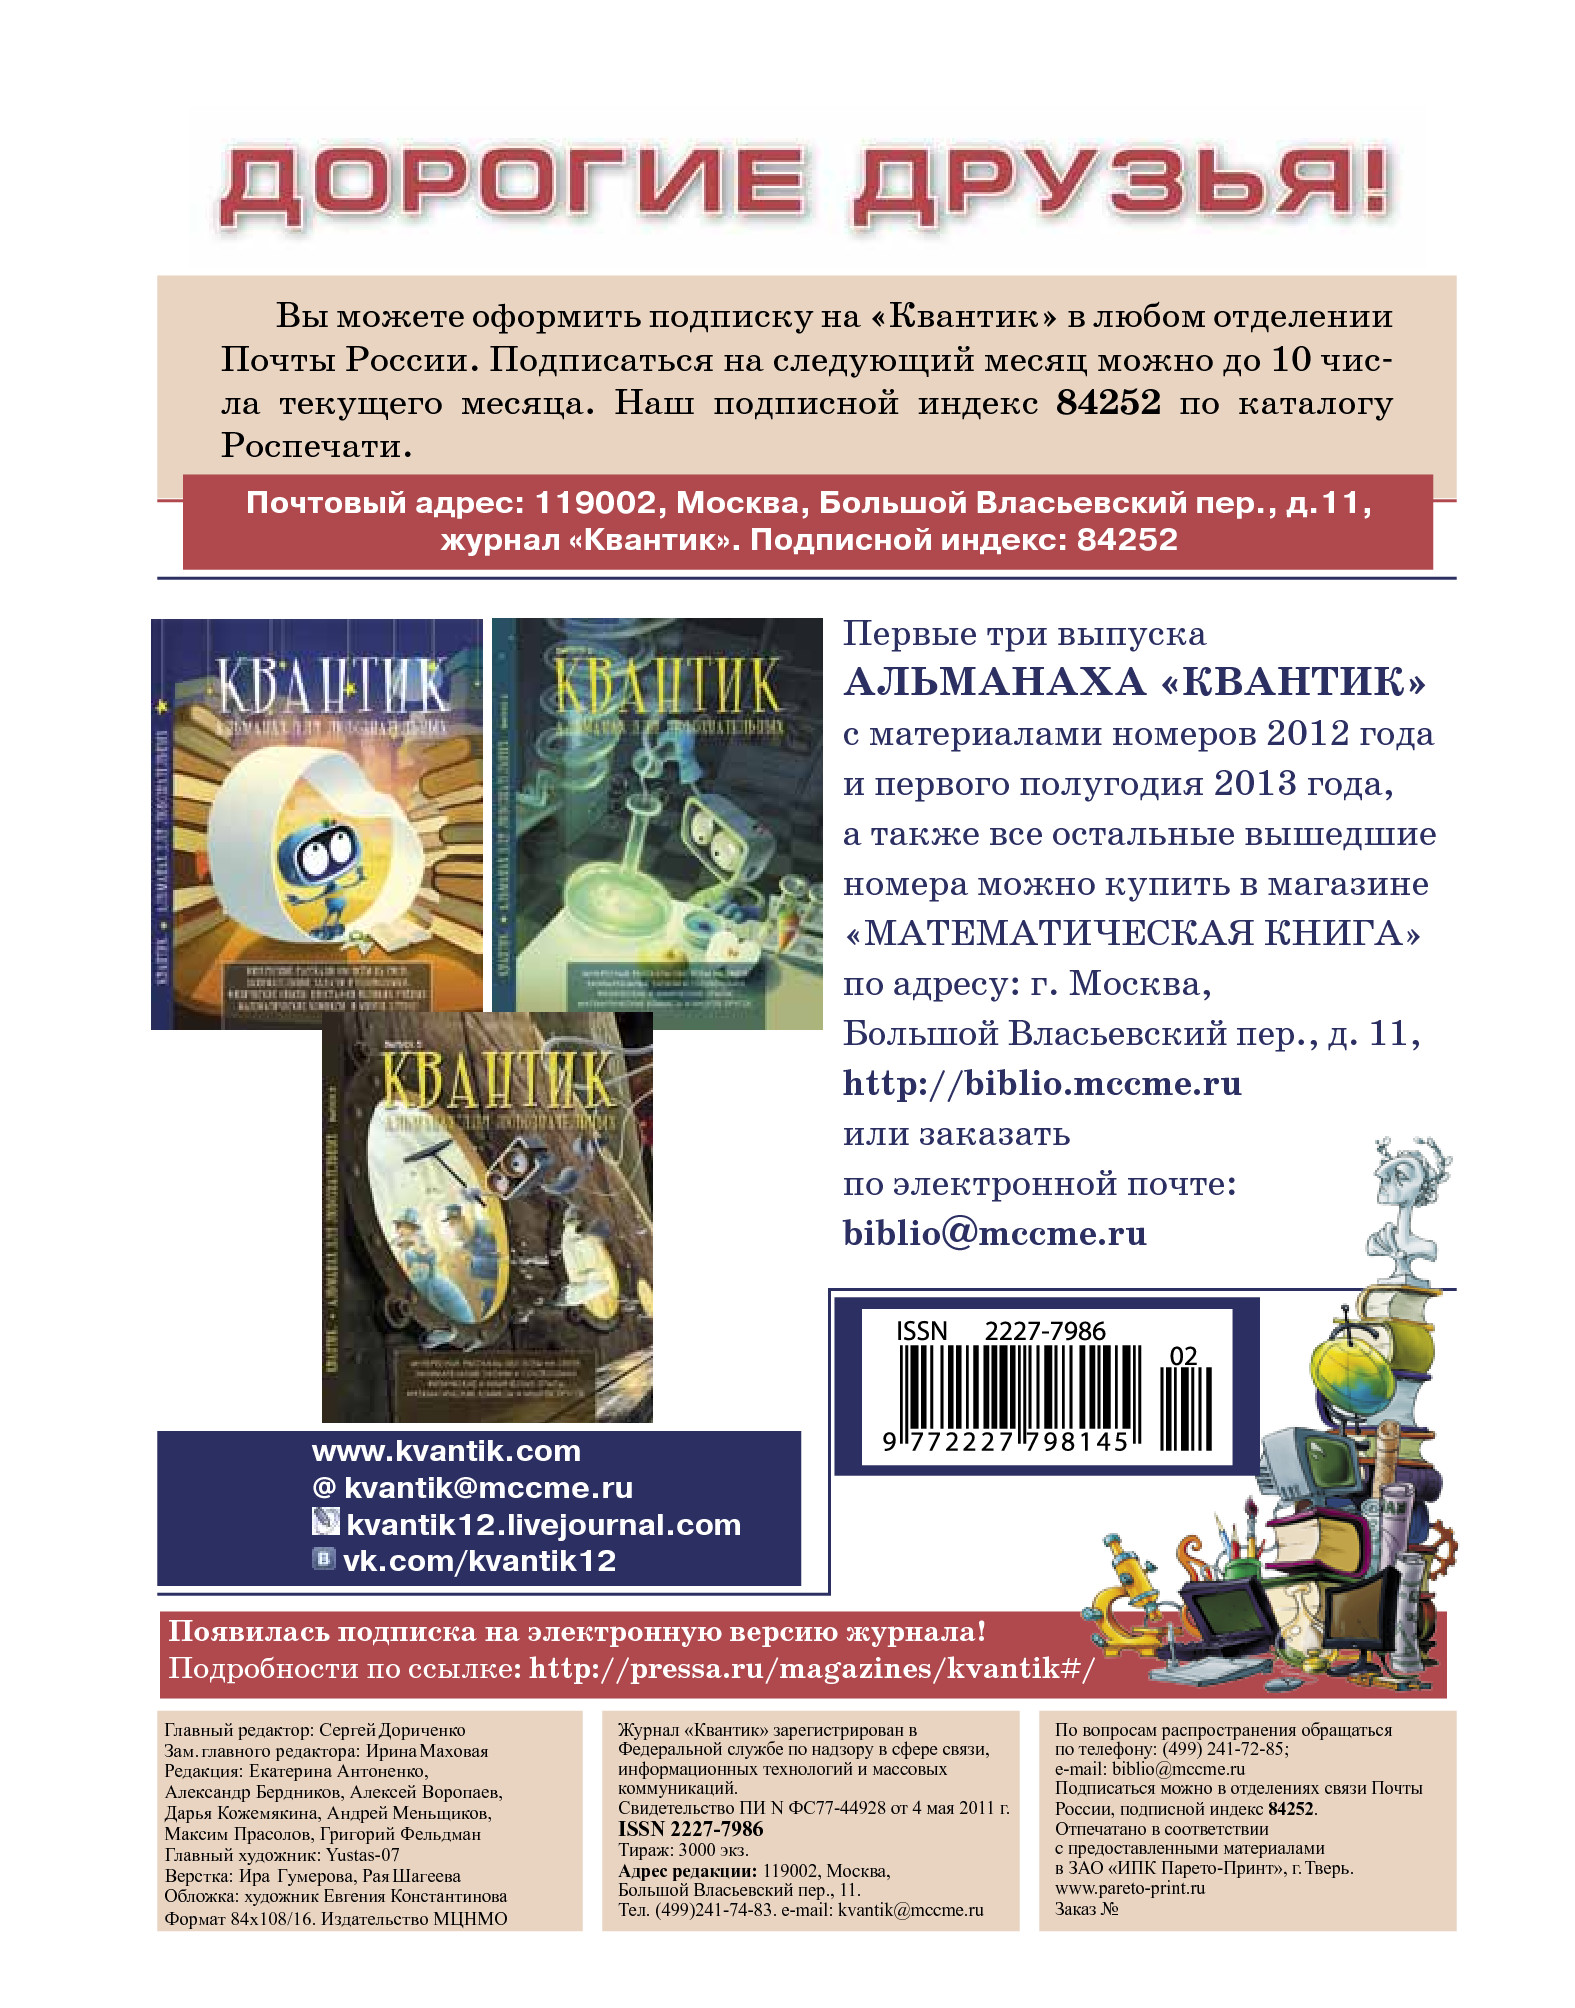 ДОРОГИЕ ДРУЗЬЯ!
Вы можете оформить подписку на «Квантик» в любом отделении
Почты России. Подписаться на следующий месяц можно до 10 чис-
ла текущего месяца. Наш подписной индекс 84252 по каталогу
Роспечати.
Почтовый адрес: 119002, Москва, Большой Власьевский пер., д.11,
журнал «Квантик». Подписной индекс: 84252
КВАНТИК
АЛЬМАНАХ ДЛЯ ЛЮБОЗНАТЕЛЬНЫХ
КВАНТИК
АЛЬМАНАХ ДЛЯ ЛЮБОЗНАТЕЛЬНЫХ
КВАНТИК
АЛЬМАНАХ ДЛЯ ЛЮБОЗНАТЕЛЬНЫХ
Первые три выпуска
АЛЬМАНАХА «КВАНТИК»
с материалами номеров 2012 года
и первого полугодия 2013 года,
а также все остальные вышедшие
номера можно купить в магазине
«МАТЕМАТИЧЕСКАЯ КНИГА»
по адресу: г. Москва,
Большой Власьевский пер., д. 11,
http://biblio.mccme.ru
или заказать
по электронной почте:
biblio@mccme.ru
ISSN 2227-7986
02
9 772227 798145
www.kvantik.com
@ kvantik@mccme.ru
kvantik12.livejournal.com
B vk.com/kvantik12
Появилась подписка на электронную версию журнала!
Подробности по ссылке: http://pressa.ru/magazines/kvantik#/
Главный редактор: Сергей Дориченко
Зам. главного редактора: Ирина Маховая
Редакция: Екатерина Антоненко,
Александр Бердников, Алексей Воропаев,
Дарья Кожемякина, Андрей Меньщиков,
Максим Прасолов, Григорий Фельдман
Главный художник: Yustas-07
Верстка: Ира Гумерова, Рая Шагеева
Обложка: художник Евгения Константинова
Формат 84х108/16. Издательство МЦНМО
Журнал «Квантик» зарегистрирован в
Федеральной службе по надзору в сфере связи,
информационных технологий и массовых
коммуникаций.
Свидетельство ПИ N ФС77-44928 от 4 мая 2011 г.
ISSN 2227-7986
Тираж: 3000 экз.
Адрес редакции: 119002, Москва,
Большой Власьевский пер., 11.
Тел. (499)241-74-83. e-mail: kvantik@mccme.ru
По вопросам распространения обращаться
по телефону: (499) 241-72-85;
e-mail: biblio@mccme.ru
Подписаться можно в отделениях связи Почты
России, подписной индекс 84252.
Отпечатано в соответствии
с предоставленными материалами
в ЗАО «ИПК Парето-Принт», г. Тверь.
www.pareto-print.ru
Заказ №